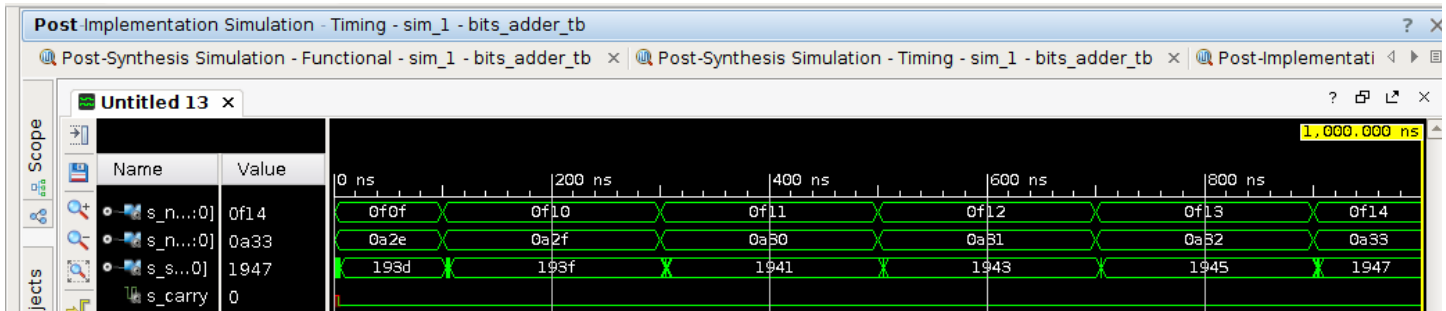 Post-Implementation Simulation - Timing - sim_1 - bits_adder_tb ?
Post-Synthesis Simulation - Functional - sim_1 - bits_adder_tb × Post-Synthesis Simulation - Timing - sim_1 - bits_adder_tb × Post-Implementati
Scope
jects
Untitled 13 × ?
1,000.000 ns
Name Value 0 ns 200 ns 400 ns 600 ns 800 ns
s_n...:0] 0f14 0f0f 0f10 0f11 0f12 0f13 0f14
s_n...:0] 0a33 0a2e 0a2f 0a30 0a31 0a32 0a33
s_s...0] 1947 193d 193f 1941 1943 1945 1947
s_carry 0